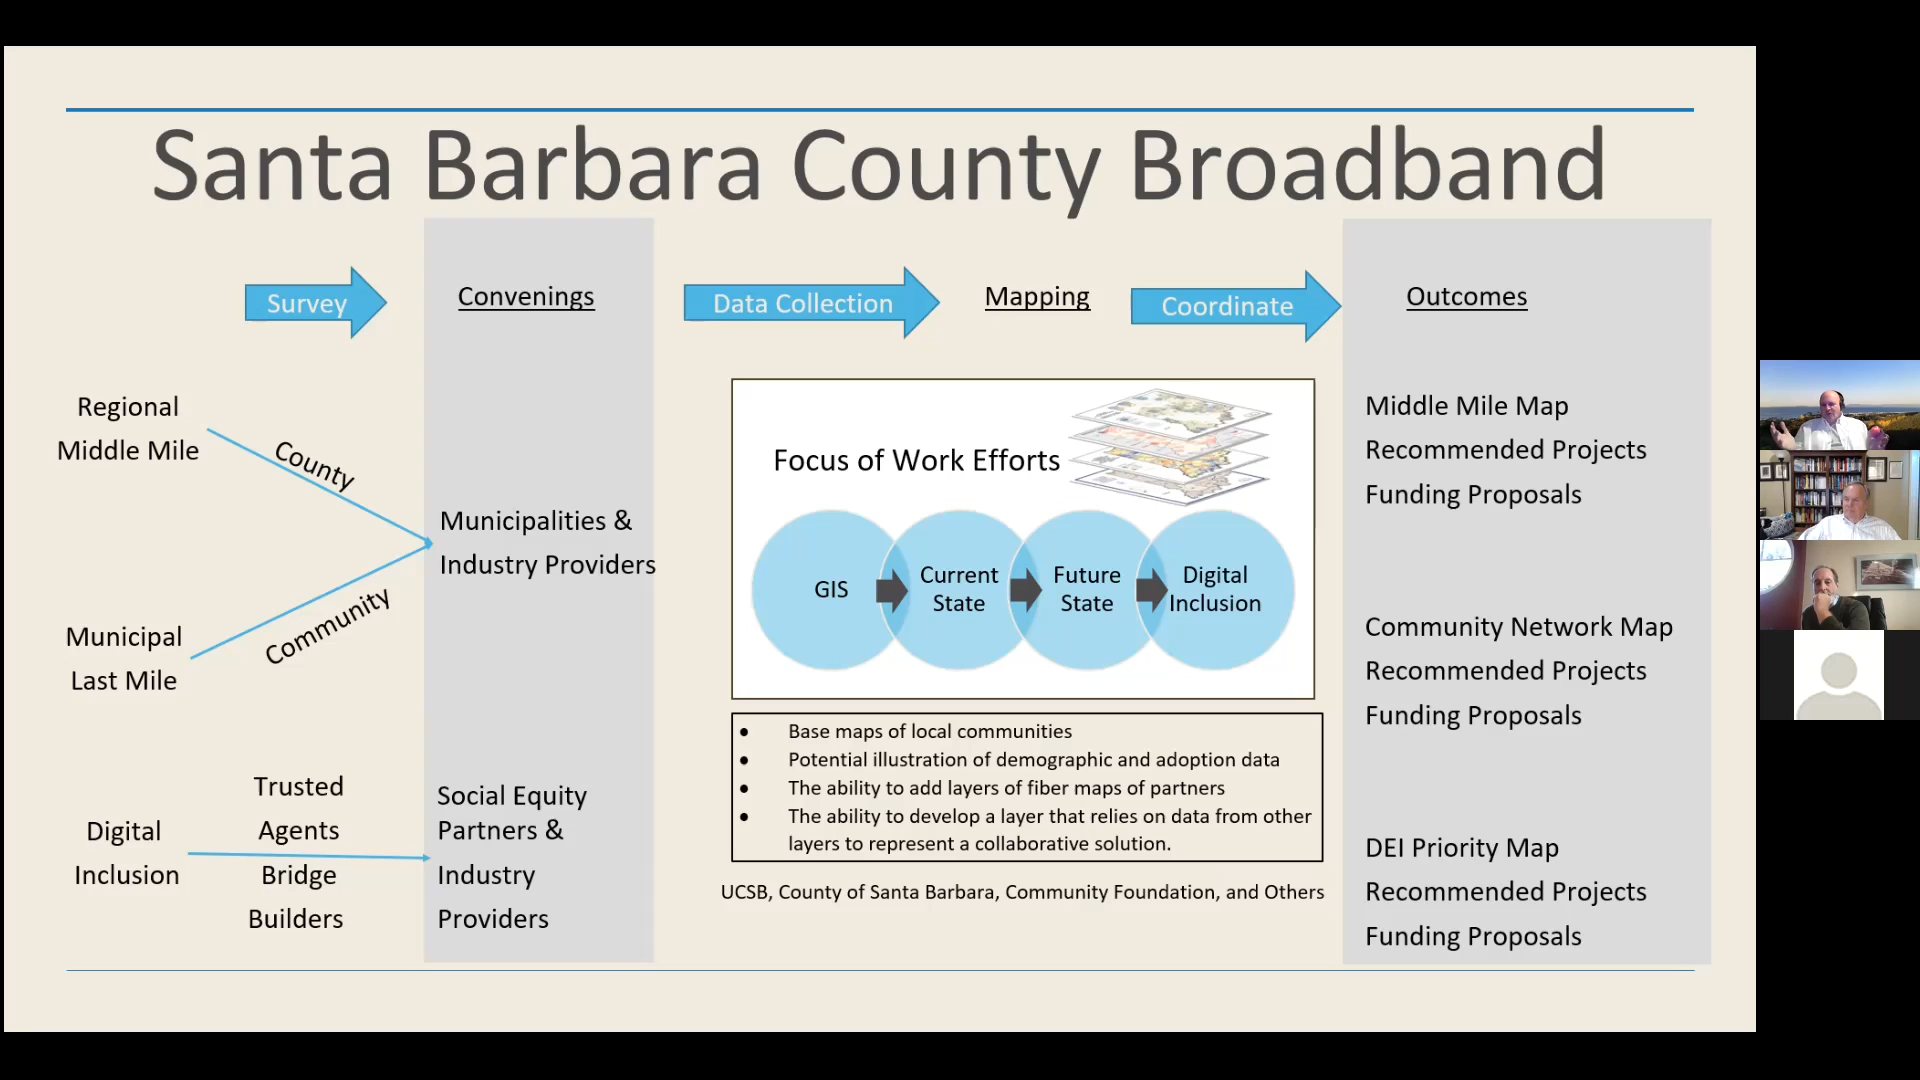 Santa Barbara County Broadband
Survey
Convenings
Data Collection
Mapping
Coordinate
Outcomes
Regional
Middle Mile
County
Municipal
Last Mile
Community
Municipalities &
Industry Providers
Digital
Inclusion
Trusted
Agents
Bridge
Builders
Social Equity
Partners &
Industry
Providers
Focus of Work Efforts
GIS
Current
State
Future
State
Digital
Inclusion
● Base maps of local communities
● Potential illustration of demographic and adoption data
● The ability to add layers of fiber maps of partners
● The ability to develop a layer that relies on data from other
layers to represent a collaborative solution.
UCSB, County of Santa Barbara, Community Foundation, and Others
Middle Mile Map
Recommended Projects
Funding Proposals
Community Network Map
Recommended Projects
Funding Proposals
DEI Priority Map
Recommended Projects
Funding Proposals